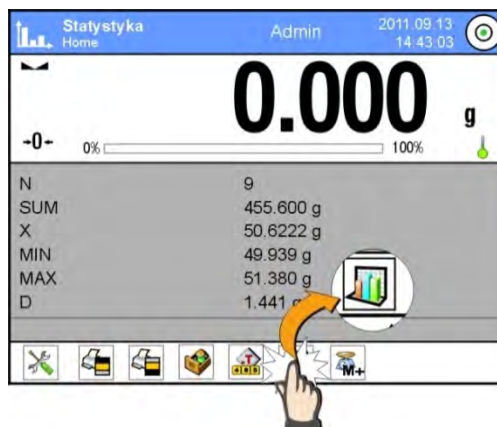 Statystyka
Home
Admin
2011.09.13
14:43:03
0.000
g
→0←
0%
100%
N 9
SUM 455.600 g
X 50.6222 g
MIN 49.939 g
MAX 51.380 g
D 1.441
T
M+